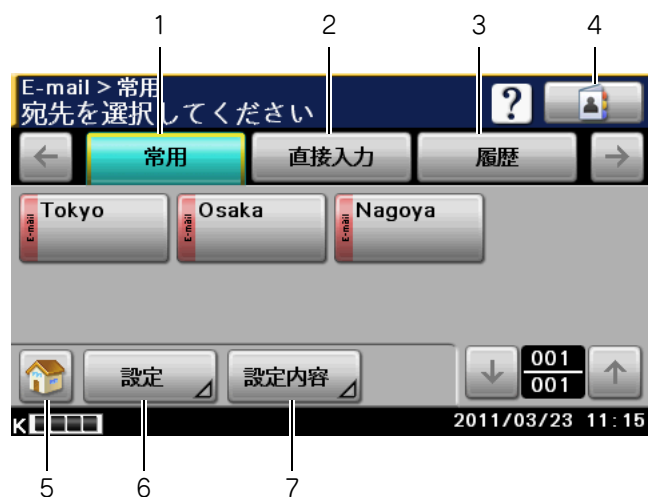 1 2 3 4
E-mail > 常用
宛先を選択してください
?
← 常用 直接入力 履歴 →
E-mail Tokyo E-mail Osaka E-mail Nagoya
設定 設定内容 ↓ 001 ↑
001
K 2011/03/23 11:15
5 6 7